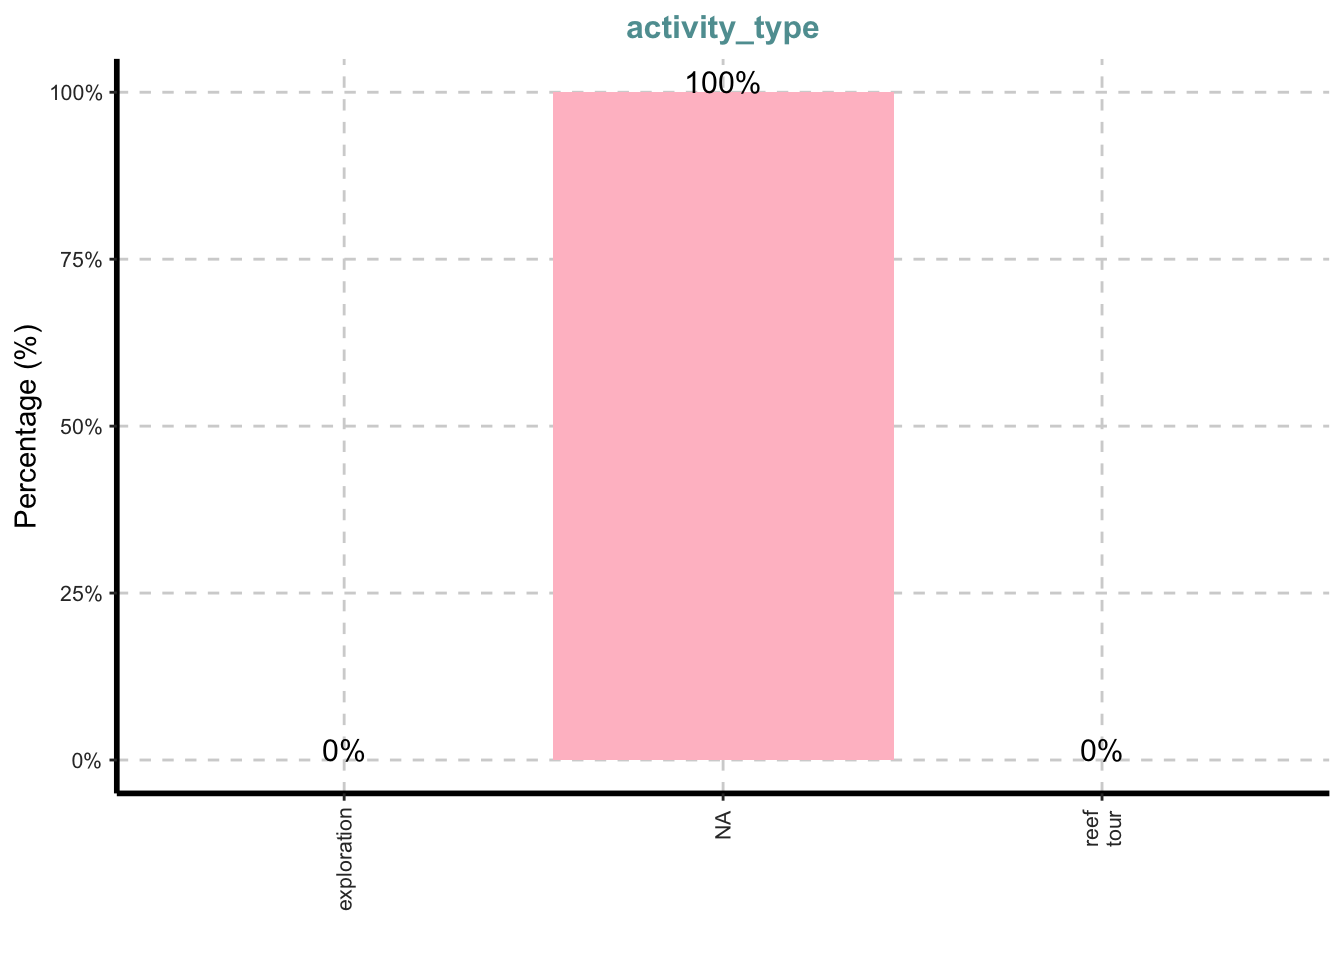 activity_type
100%
100%
75%
50%
25%
0%
Percentage (%)
0%
0%
exploration
NA
reef
tour